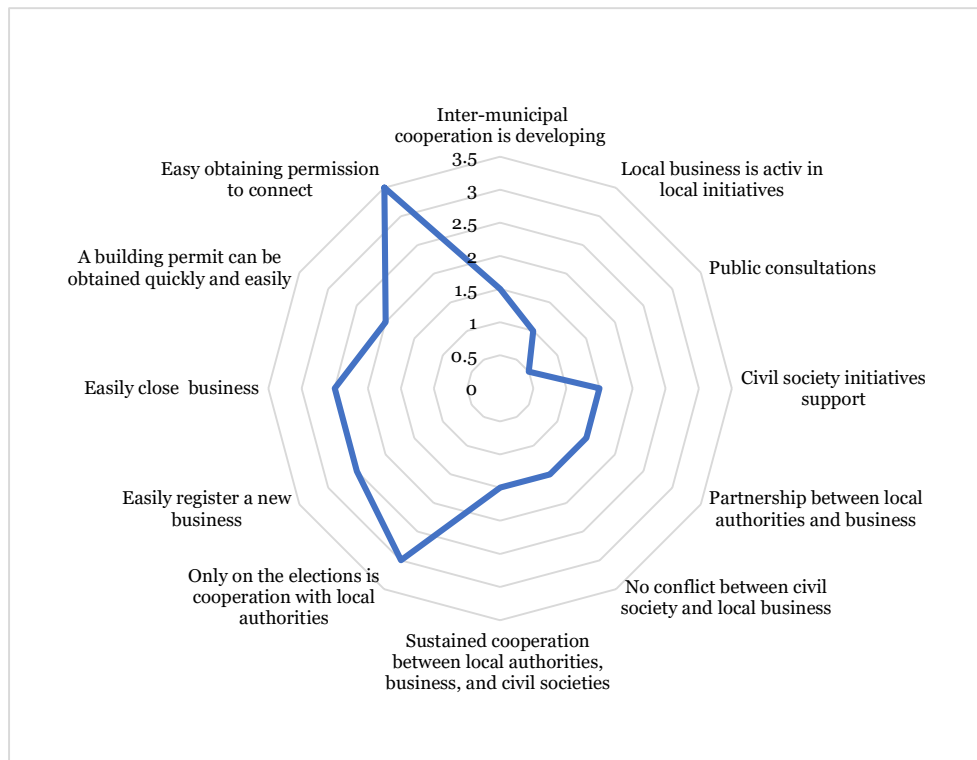 Inter-municipal
cooperation is developing
Local business is activ in
local initiatives
Public consultations
Civil society initiatives
support
Partnership between local
authorities and business
No conflict between civil
society and local business
Sustained cooperation
between local authorities,
business, and civil societies
Only on the elections is
cooperation with local
authorities
Easily register a new
business
Easily close business
A building permit can be
obtained quickly and easily
Easy obtaining permission
to connect
3.5
3
2.5
2
1.5
1
0.5
0